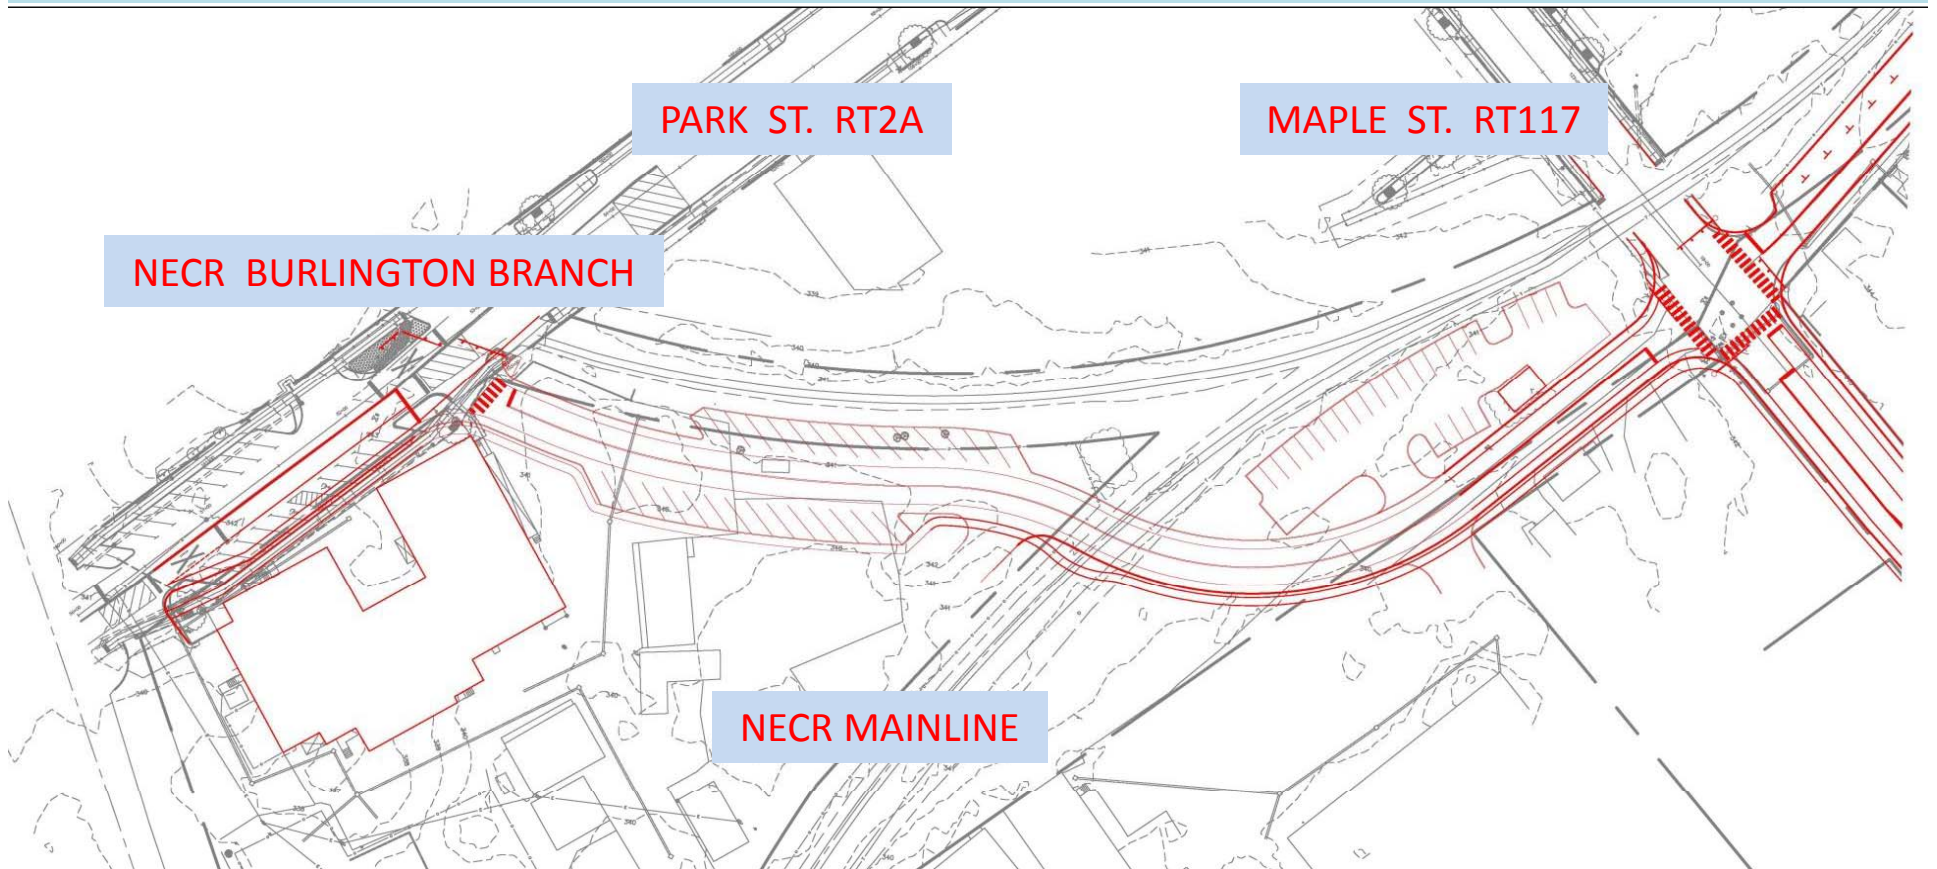 PARK ST. RT2A
MAPLE ST. RT117
NECR BURLINGTON BRANCH
NECR MAINLINE